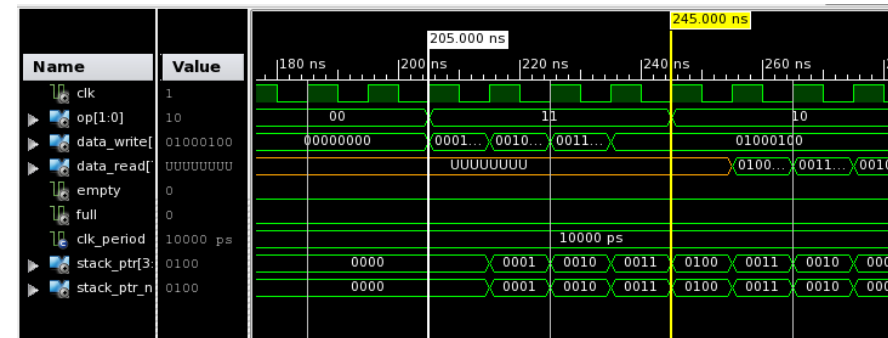 245.000 ns
205.000 ns
Name Value
180 ns 200 ns 220 ns 240 ns 260 ns
clk 1
op[1:0] 10 00 11 10
data_write[ 01000100 00000000 0001... 0010... 0011... 01000100
data_read[ UUUUUUUU UUUUUUUU 0100... 0011... 0010
empty 0
full 0
clk_period 10000 ps 10000 ps
stack_ptr[3: 0100 0000 0001 0010 0011 0100 0011 0010 000
stack_ptr_n 0100 0000 0001 0010 0011 0100 0011 0010 000